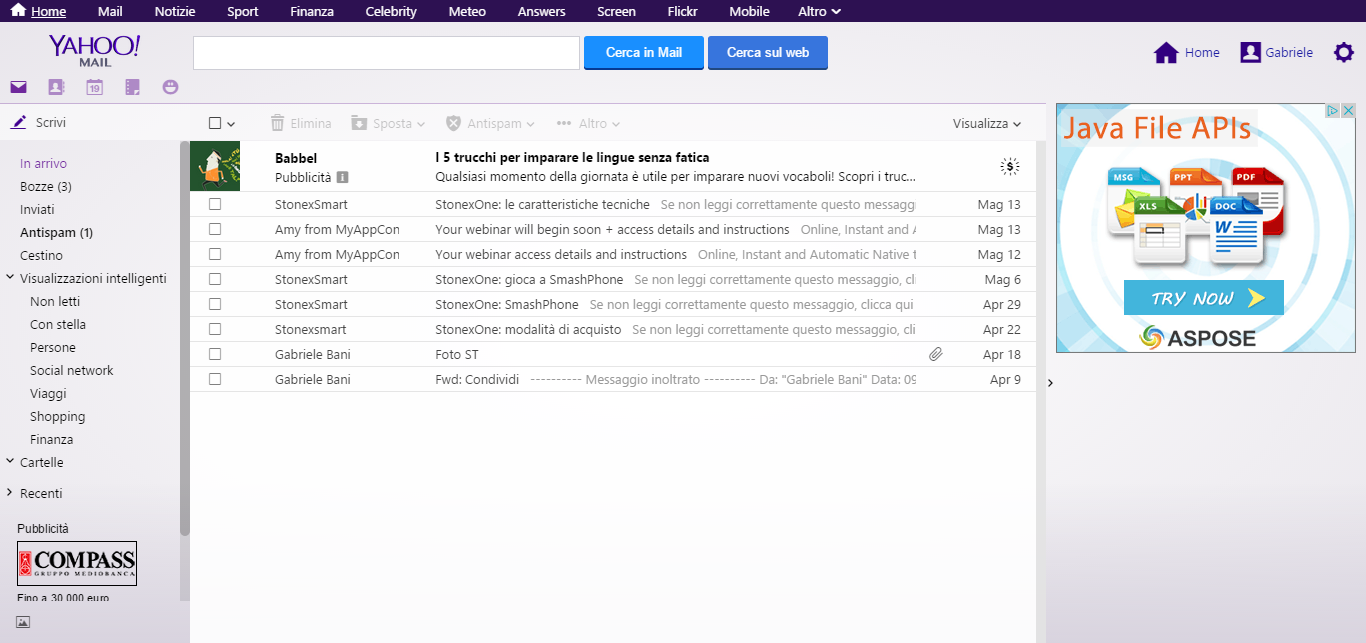 Home Mail Notizie Sport Finanza Celebrity Meteo Answers Screen Flickr Mobile Altro
YAHOO! MAIL
Cerca in Mail Cerca sul web
Home Gabriele
19
Scrivi
Elimina Sposta Antispam Altro Visualizza
In arrivo
Bozze (3)
Inviati
Antispam (1)
Cestino
Visualizzazioni intelligenti
Non letti
Con stella
Persone
Social network
Viaggi
Shopping
Finanza
Cartelle
Recenti
Pubblicità
COMPASS
GRUPPO MEDIOBANCA
Fino a 30.000 euro
Babbel I 5 trucchi per imparare le lingue senza fatica
Pubblicità Qualsiasi momento della giornata è utile per imparare nuovi vocaboli! Scopri i truc...
StonexSmart StonexOne: le caratteristiche tecniche Se non leggi correttamente questo messagg Mag 13
Amy from MyAppCon Your webinar will begin soon + access details and instructions Online, Instant and A Mag 13
Amy from MyAppCon Your webinar access details and instructions Online, Instant and Automatic Native t Mag 12
StonexSmart StonexOne: gioca a SmashPhone Se non leggi correttamente questo messaggio, cl Mag 6
StonexSmart StonexOne: SmashPhone Se non leggi correttamente questo messaggio, clicca qui Apr 29
Stonexsmart StonexOne: modalità di acquisto Se non leggi correttamente questo messaggio, cli Apr 22
Gabriele Bani Foto ST Apr 18
Gabriele Bani Fwd: Condividi ---------- Messaggio inoltrato ---------- Da: "Gabriele Bani" Data: 09 Apr 9
Java File APIs
MSG PPT PDF
XLS DOC
W
TRY NOW
ASPOSE